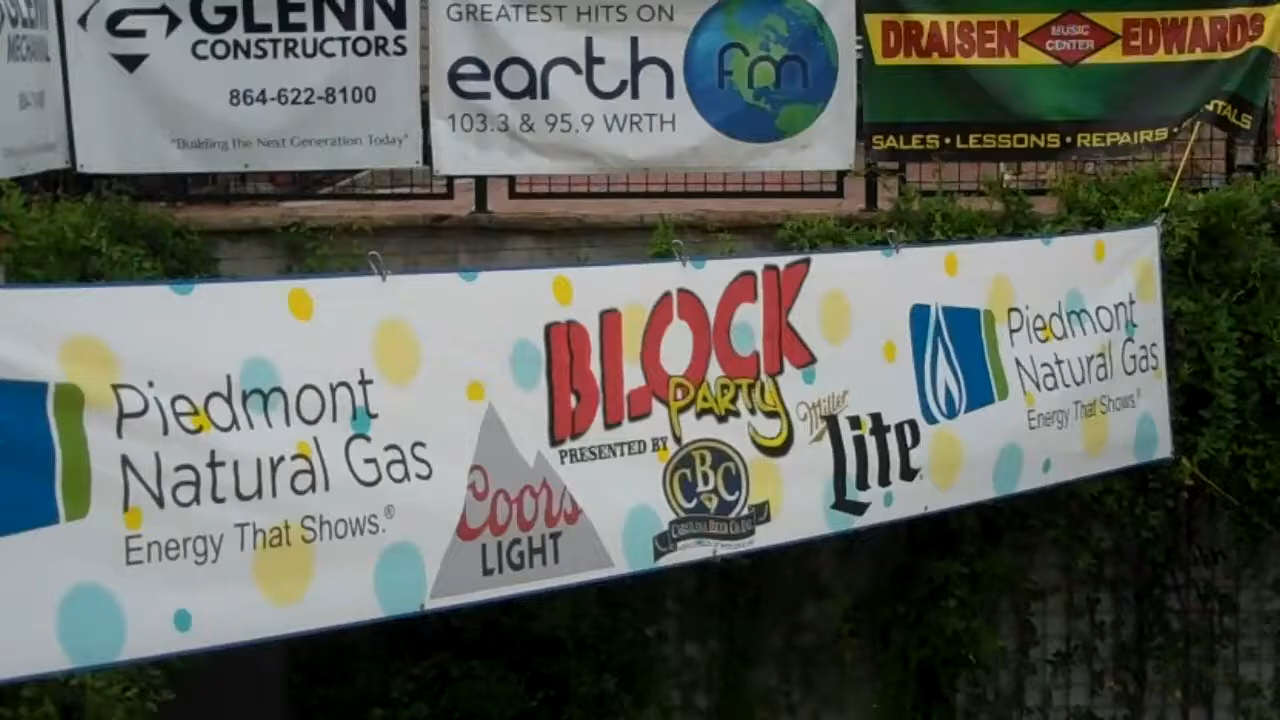 GLENN
MECHANICAL
GLENN
CONSTRUCTORS
864-622-8100
"Building the Next Generation Today"
GREATEST HITS ON
earth fm
103.3 & 95.9 WRTH
DRAISEN MUSIC CENTER EDWARDS
SALES • LESSONS • REPAIRS •
Piedmont
Natural Gas
Energy That Shows.®
Coors
LIGHT
BLOCK
PARTY
PRESENTED BY
CBC
Miller
Lite
Piedmont
Natural Gas
Energy That Shows.®